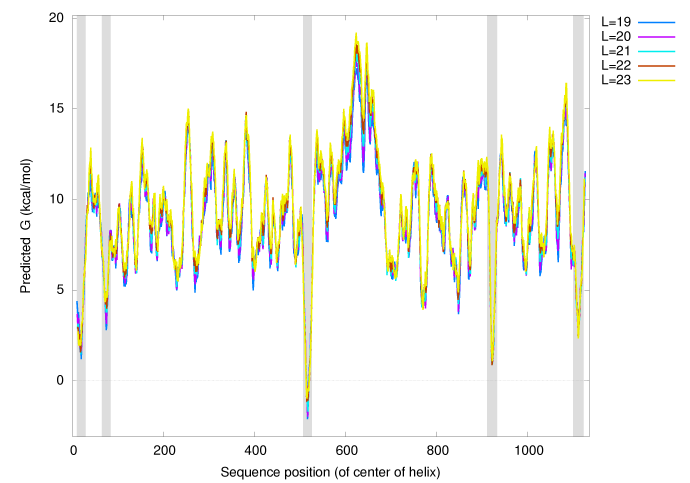 20
15
10
5
0
0
200
400
600
800
1000
Predicted G (kcal/mol)
Sequence position (of center of helix)
L=19
L=20
L=21
L=22
L=23